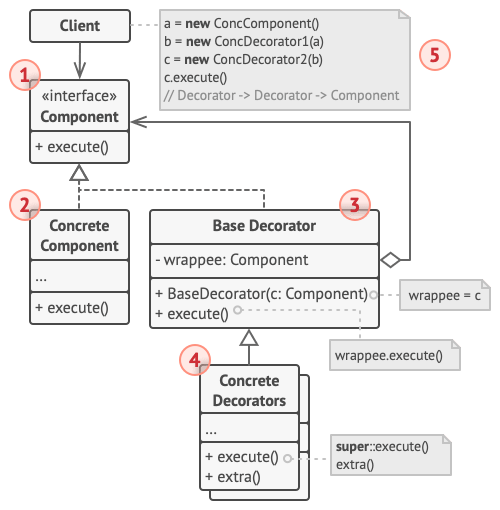 Client
a = new ConcComponent()
b = new ConcDecorator1(a)
c = new ConcDecorator2(b)
c.execute()
// Decorator -> Decorator -> Component
5
1
«interface»
Component
+ execute()
2
Concrete
Component
...
+ execute()
3
Base Decorator
- wrappee: Component
+ BaseDecorator(c: Component)
+ execute()
wrappee = c
wrappee.execute()
4
Concrete
Decorators
...
+ execute()
+ extra()
super::execute()
extra()